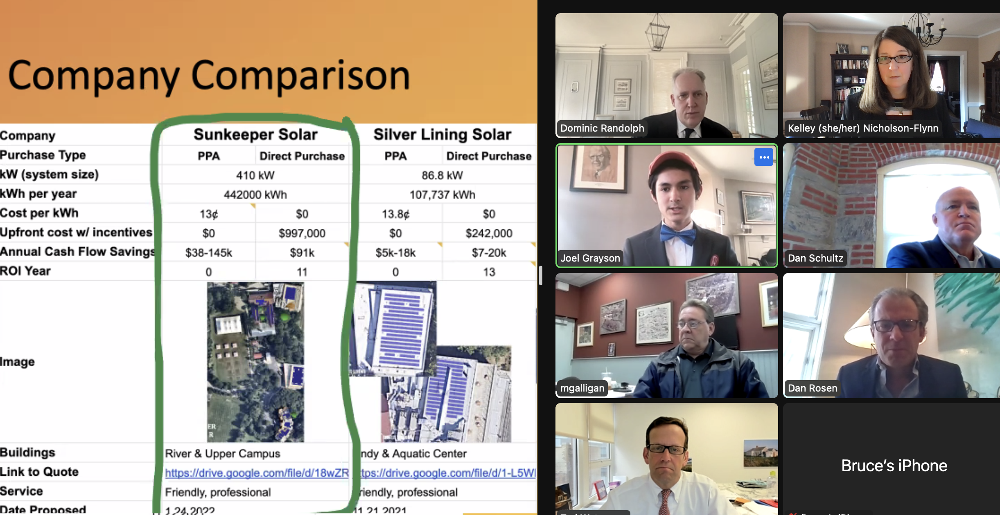 Company Comparison
Company Sunkeeper Solar Silver Lining Solar
Purchase Type PPA Direct Purchase PPA Direct Purchase
kW (system size) 410 kW 86.8 kW
kWh per year 442000 kWh 107,737 kWh
Cost per kWh 13¢ $0 13.8¢ $0
Upfront cost w/ incentives $0 $997,000 $0 $242,000
Annual Cash Flow Savings $38-145k $91k $5k-18k $7-20k
ROI Year 0 11 0 13
Image
ER
R
Buildings River & Upper Campus ndy & Aquatic Center
Link to Quote https://drive.google.com/file/d/18wZR tps://drive.google.com/file/d/1-L5W
Service Friendly, professional riendly, professional
Date Proposed 1.24.2022 11.21.2021
Dominic Randolph
Kelley (she/her) Nicholson-Flynn
Joel Grayson
Dan Schultz
mgalligan
Dan Rosen
Bruce's iPhone